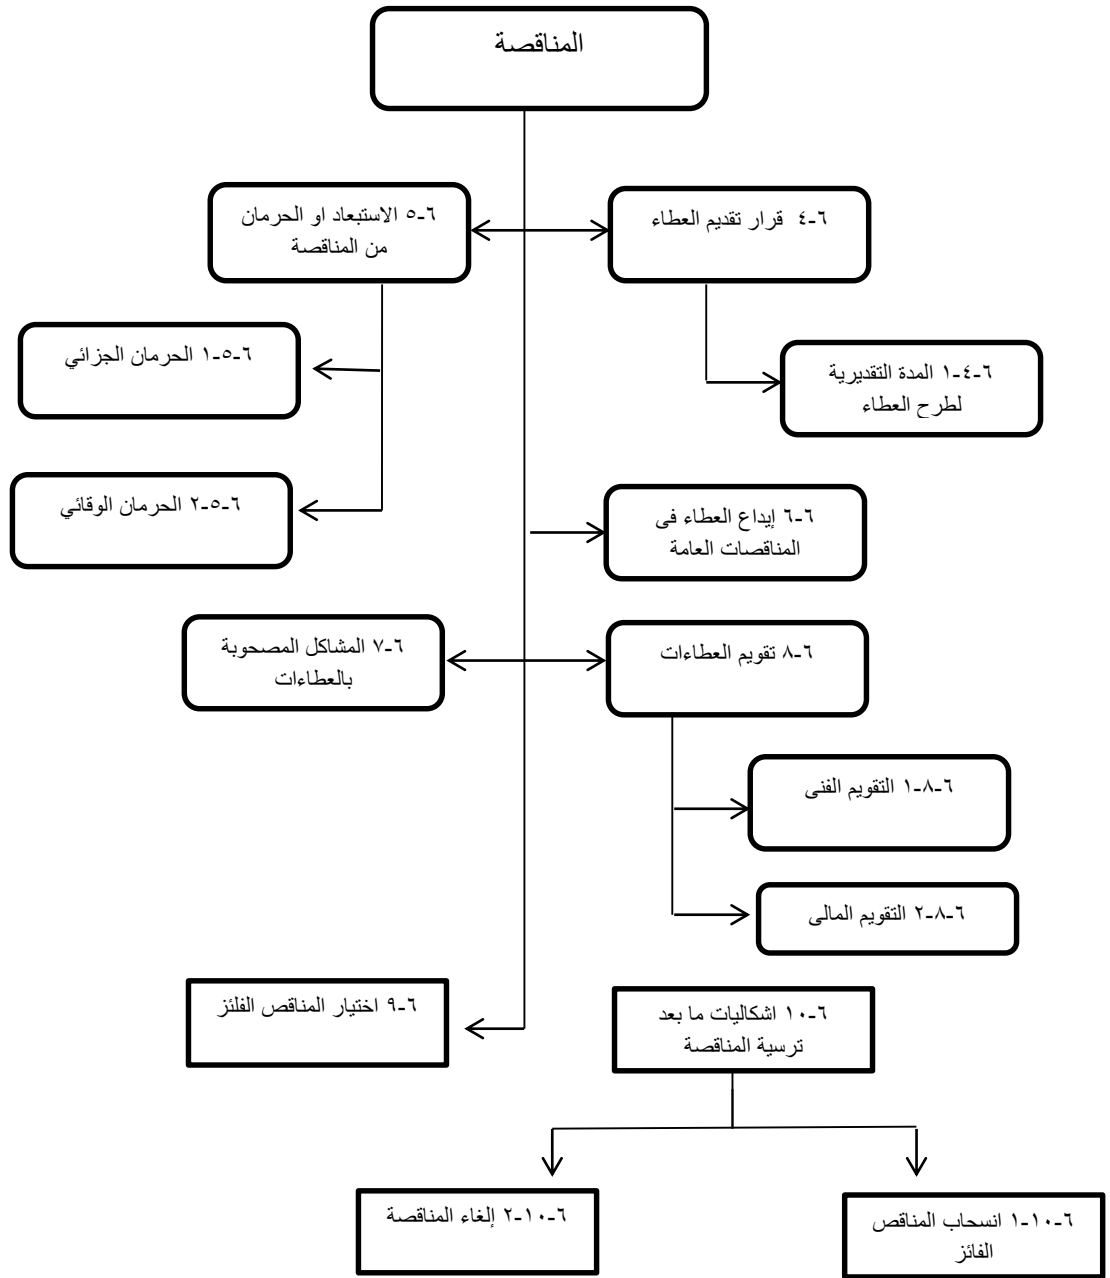 المناقصة
٦-٤ قرار تقديم العطاء
٦-٥ الاستبعاد او الحرمان
من المناقصة
٦-٥-١ الحرمان الجزائي
٦-٤-١ المدة التقديرية
لطرح العطاء
٦-٥-٢ الحرمان الوقائي
٦-٦ إيداع العطاء فى
المناقصات العامة
٦-٧ المشاكل المصحوبة
بالعطاءات
٦-٨ تقويم العطاءات
٦-٨-١ التقويم الفنى
٦-٨-٢ التقويم المالى
٦-٩ اختيار المناقص الفلئز
٦-١٠ اشكاليات ما بعد
ترسية المناقصة
٦-١٠-١ انسحاب المناقص
الفائز
٦-١٠-٢ إلغاء المناقصة